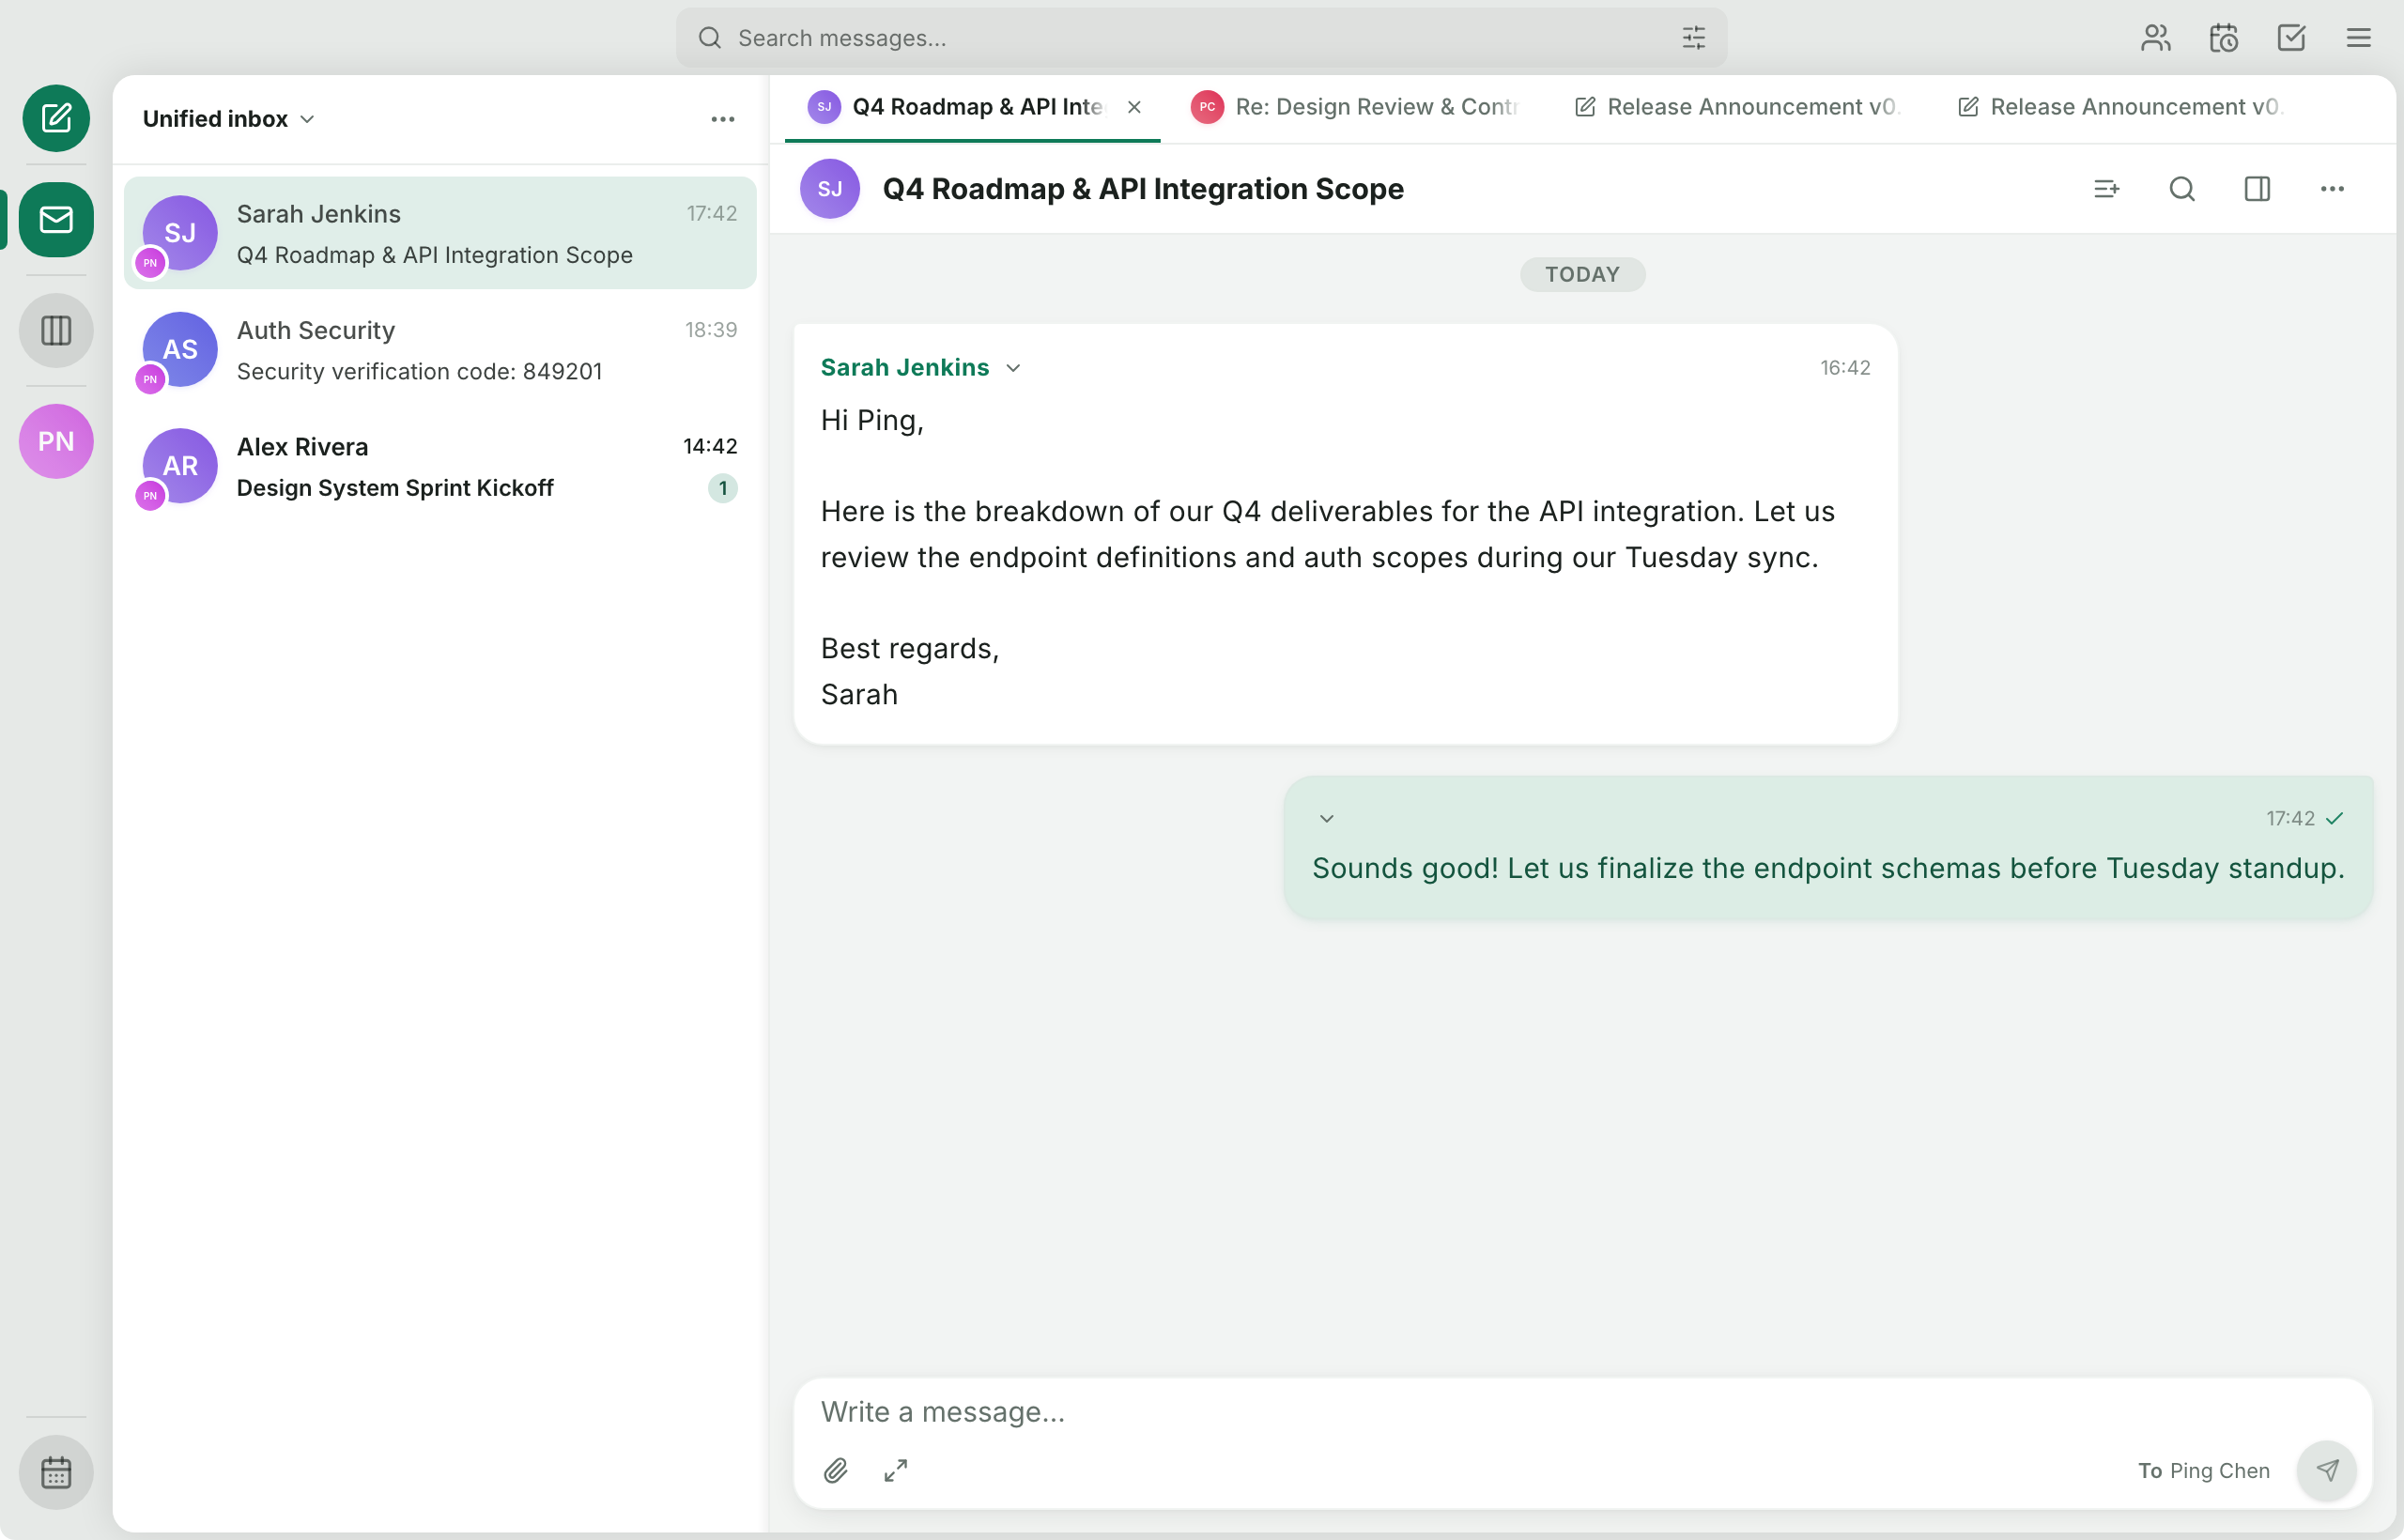 Search messages...
Unified inbox
SJ
PN
Sarah Jenkins
17:42
Q4 Roadmap & API Integration Scope
AS
PN
Auth Security
18:39
Security verification code: 849201
AR
PN
Alex Rivera
14:42
Design System Sprint Kickoff
1
PN
SJ Q4 Roadmap & API Inte
PC Re: Design Review & Cont
Release Announcement v0.
Release Announcement v0.
SJ Q4 Roadmap & API Integration Scope
TODAY
Sarah Jenkins
16:42
Hi Ping,
Here is the breakdown of our Q4 deliverables for the API integration. Let us
review the endpoint definitions and auth scopes during our Tuesday sync.
Best regards,
Sarah
17:42
Sounds good! Let us finalize the endpoint schemas before Tuesday standup.
Write a message...
To Ping Chen